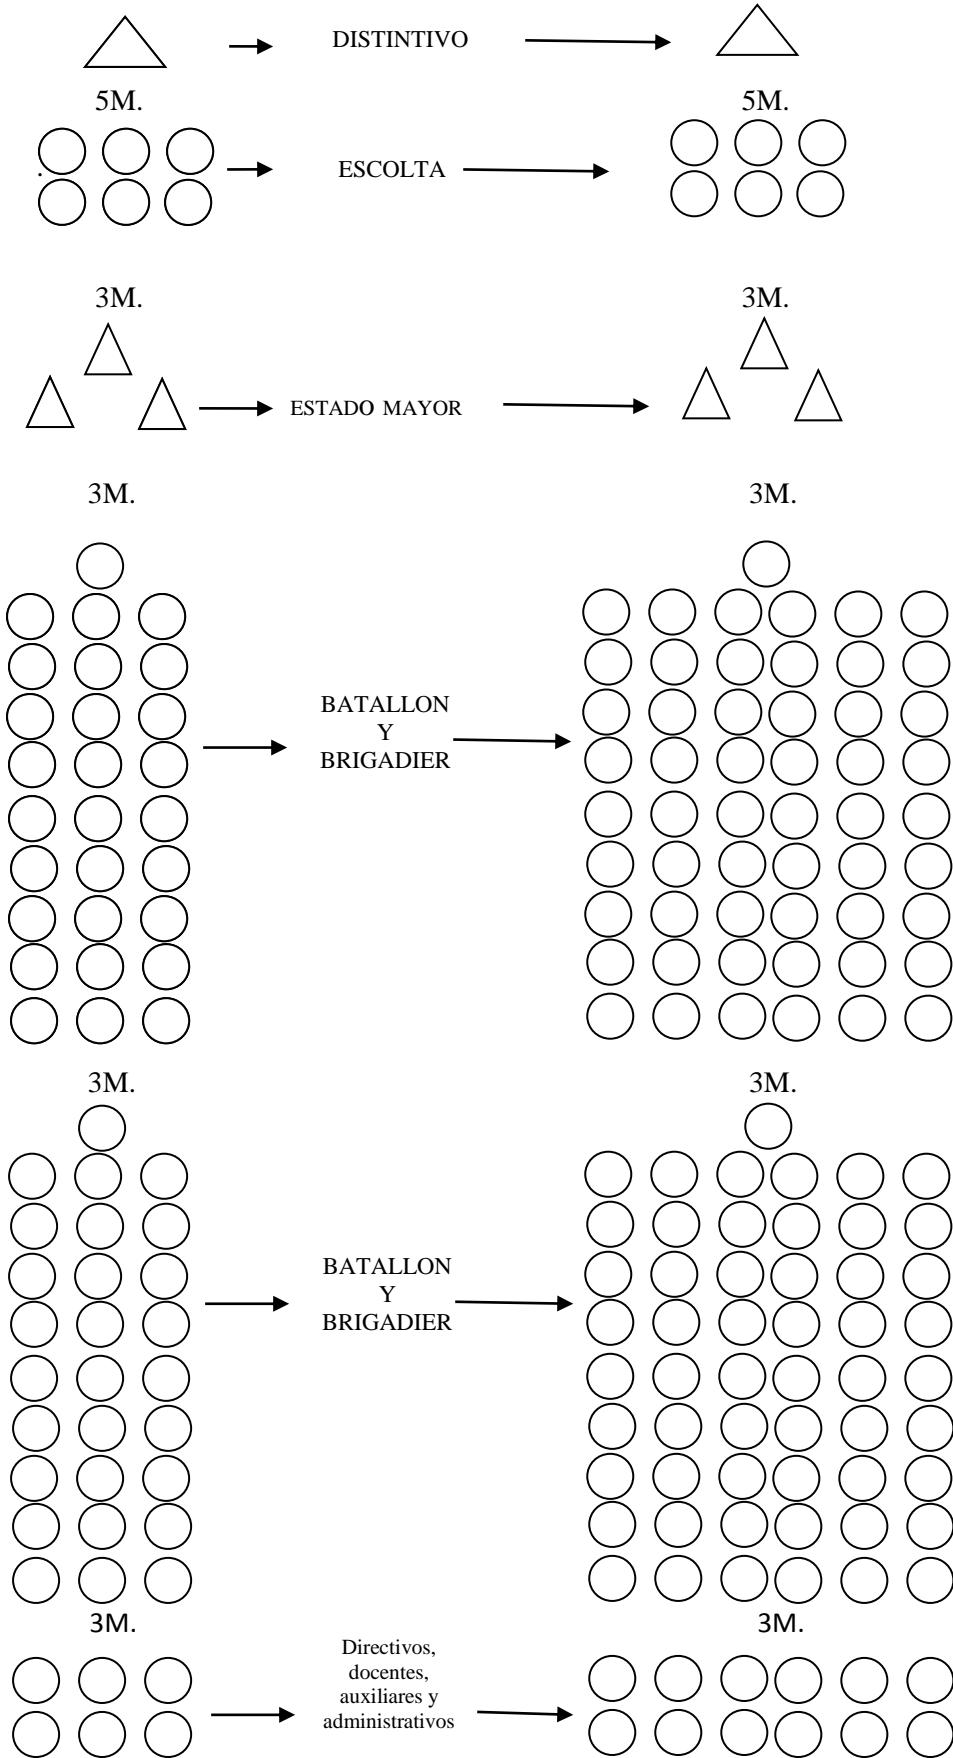 DISTINTIVO
5M. 5M.
ESCOLTA
3M. 3M.
ESTADO MAYOR
3M. 3M.
BATALLON
Y
BRIGADIER
3M. 3M.
BATALLON
Y
BRIGADIER
3M. 3M.
Directivos,
docentes,
auxiliares y
administrativos